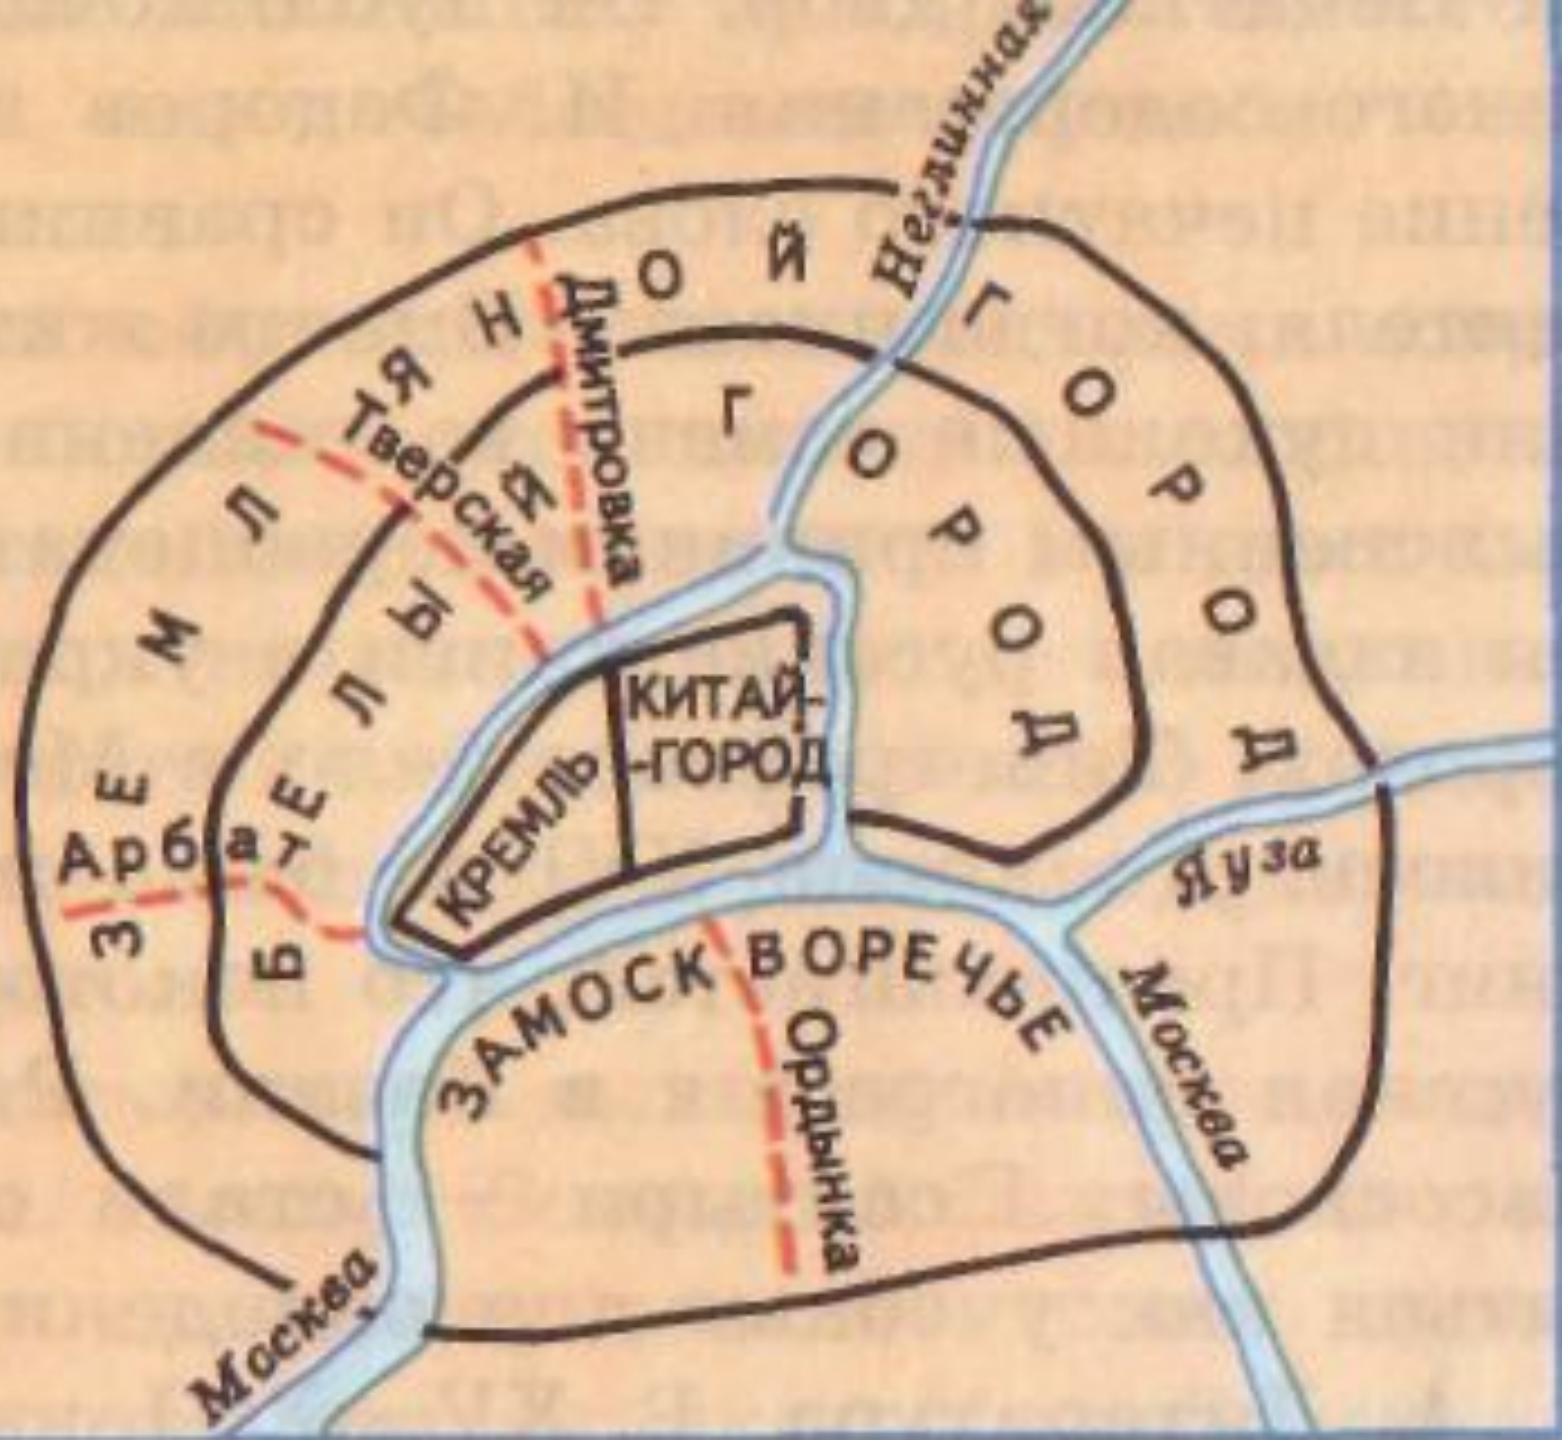 Неглинная
ЗЕМЛЯНОЙ ГОРОД
Дмитровка
Тверская
БЕЛЫЙ ГОРОД
КИТАЙ-
-ГОРОД
КРЕМЛЬ
Арбат
Яуза
ЗАМОСКВОРЕЧЬЕ
Ордынка
Москва
Москва